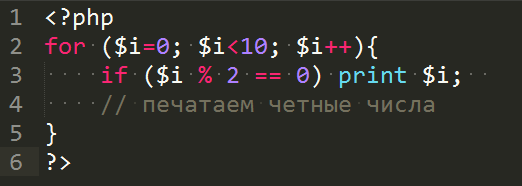 1 <?php
2 for ($i=0; $i<10; $i++){
3     if ($i % 2 == 0) print $i;
4     // печатаем четные числа
5 }
6 ?>